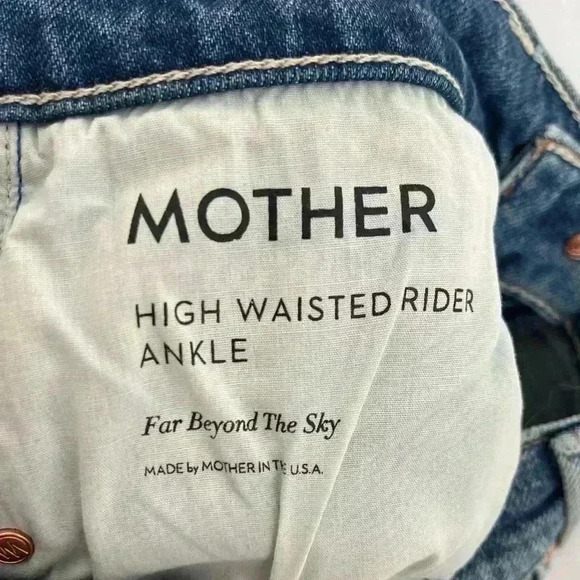 MOTHER
HIGH WAISTED RIDER
ANKLE
Far Beyond The Sky
MADE by MOTHER IN THE U.S.A.